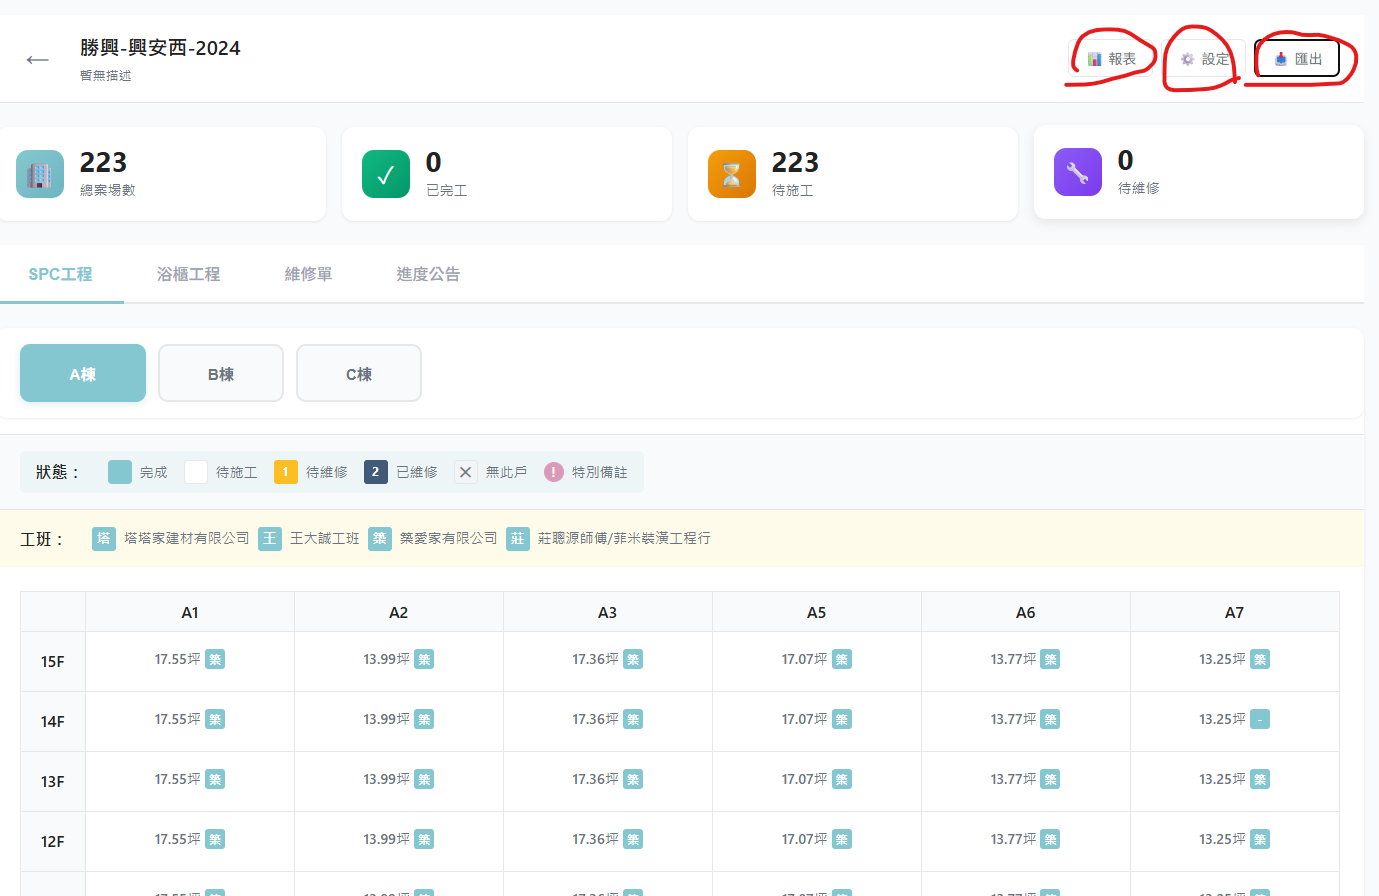 ←
勝興-興安西-2024
暫無描述
報表 設定 匯出
223
總案場數
0
已完工
223
待施工
0
待維修
SPC工程 浴櫃工程 維修單 進度公告
A棟 B棟 C棟
狀態： 完成 待施工 1 待維修 2 已維修 ✕ 無此戶 ! 特別備註
工班： 塔 塔塔家建材有限公司 王 王大誠工班 築 築愛家有限公司 莊 莊聰源師傅/菲米裝潢工程行
A1 A2 A3 A5 A6 A7
15F 17.55坪 築 13.99坪 築 17.36坪 築 17.07坪 築 13.77坪 築 13.25坪 築
14F 17.55坪 築 13.99坪 築 17.36坪 築 17.07坪 築 13.77坪 築 13.25坪 -
13F 17.55坪 築 13.99坪 築 17.36坪 築 17.07坪 築 13.77坪 築 13.25坪 築
12F 17.55坪 築 13.99坪 築 17.36坪 築 17.07坪 築 13.77坪 築 13.25坪 築